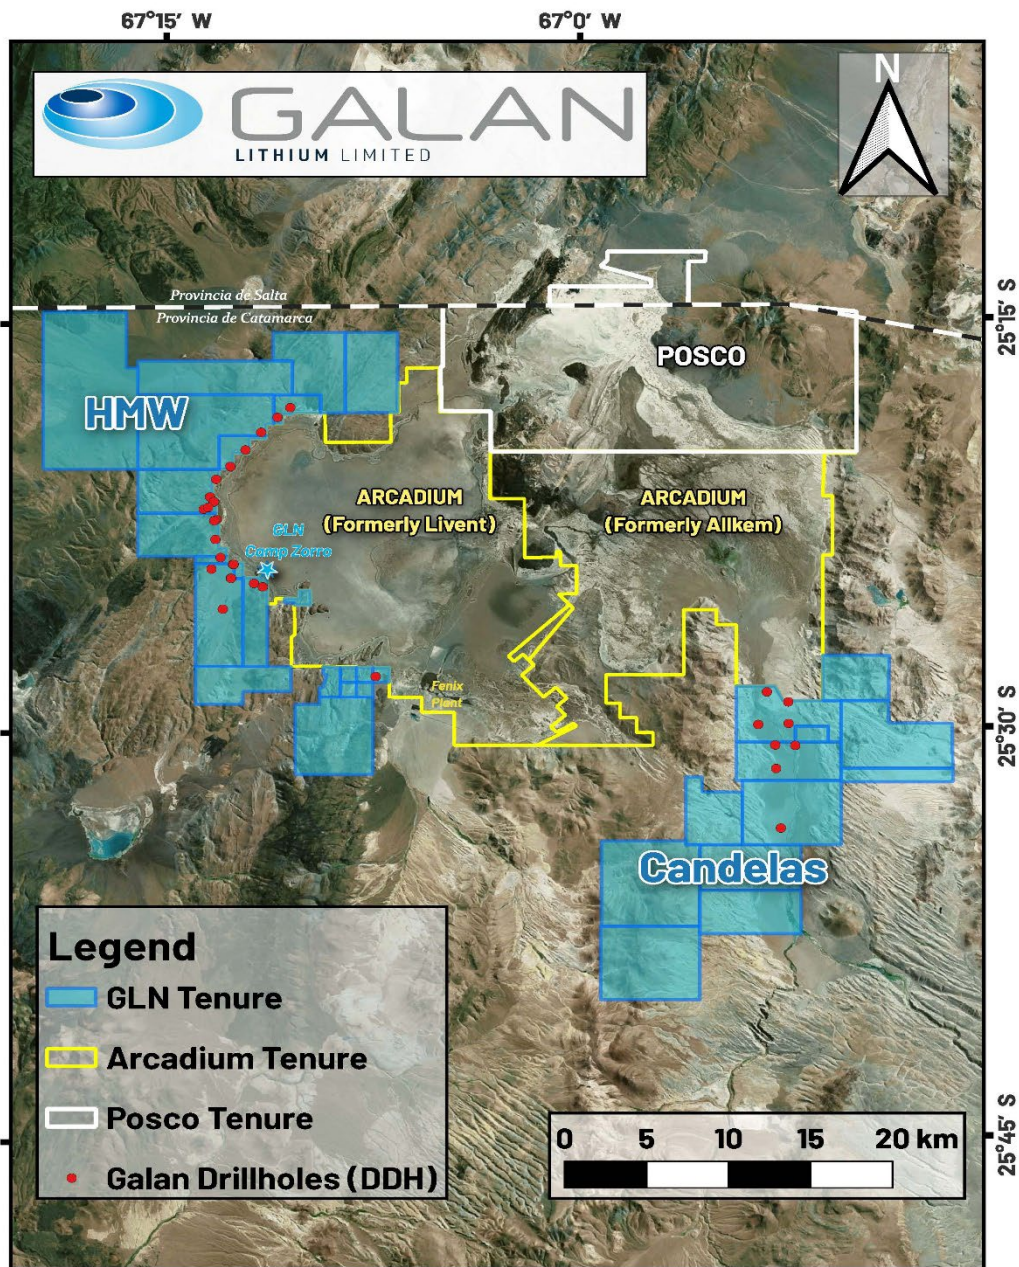 67°15′ W
67°0′ W
GALAN
LITHIUM LIMITED
N
Provincia de Salta
Provincia de Catamarca
25°15′ S
POSCO
HMW
ARCADIUM
(Formerly Livent)
ARCADIUM
(Formerly Allkem)
GLN
Camp Zorro
Fenix
Plant
25°30′ S
Candelas
Legend
GLN Tenure
Arcadium Tenure
Posco Tenure
Galan Drillholes (DDH)
0 5 10 15 20 km
25°45′ S